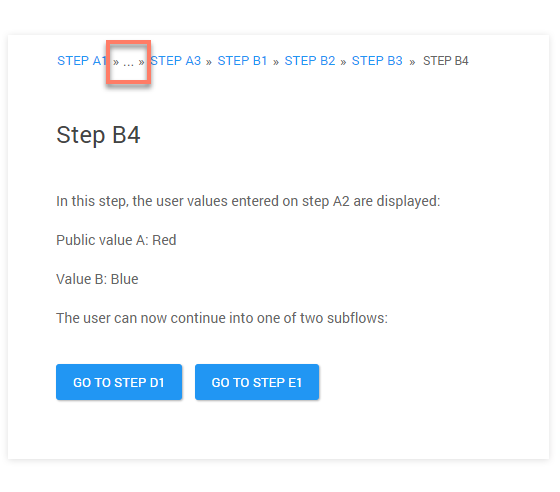 STEP A1 » ... » STEP A3 » STEP B1 » STEP B2 » STEP B3 » STEP B4
Step B4
In this step, the user values entered on step A2 are displayed:
Public value A: Red
Value B: Blue
The user can now continue into one of two subflows:
GO TO STEP D1 GO TO STEP E1